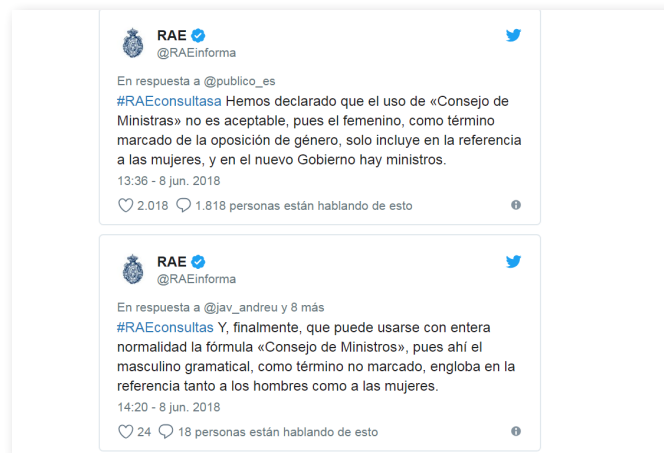 RAE
@RAEinforma
En respuesta a @publico_es
#RAEconsultasa Hemos declarado que el uso de «Consejo de
Ministras» no es aceptable, pues el femenino, como término
marcado de la oposición de género, solo incluye en la referencia
a las mujeres, y en el nuevo Gobierno hay ministros.
13:36 - 8 jun. 2018
2.018 1.818 personas están hablando de esto
RAE
@RAEinforma
En respuesta a @jav_andreu y 8 más
#RAEconsultas Y, finalmente, que puede usarse con entera
normalidad la fórmula «Consejo de Ministros», pues ahí el
masculino gramatical, como término no marcado, engloba en la
referencia tanto a los hombres como a las mujeres.
14:20 - 8 jun. 2018
24 18 personas están hablando de esto